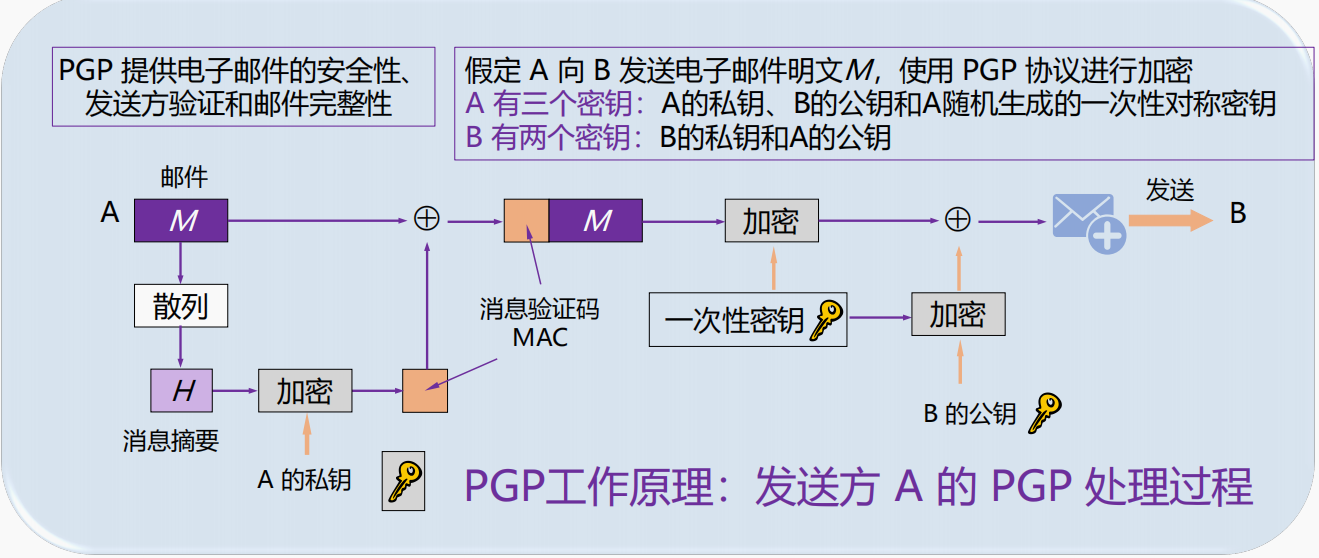 PGP 提供电子邮件的安全性、
发送方验证和邮件完整性
假定 A 向 B 发送电子邮件明文M，使用 PGP 协议进行加密
A 有三个密钥：A的私钥、B的公钥和A随机生成的一次性对称密钥
B 有两个密钥：B的私钥和A的公钥
邮件
A
M
M
加密
发送
B
散列
消息验证码
MAC
一次性密钥
加密
H
加密
消息摘要
A 的私钥
B 的公钥
PGP工作原理：发送方 A 的 PGP 处理过程